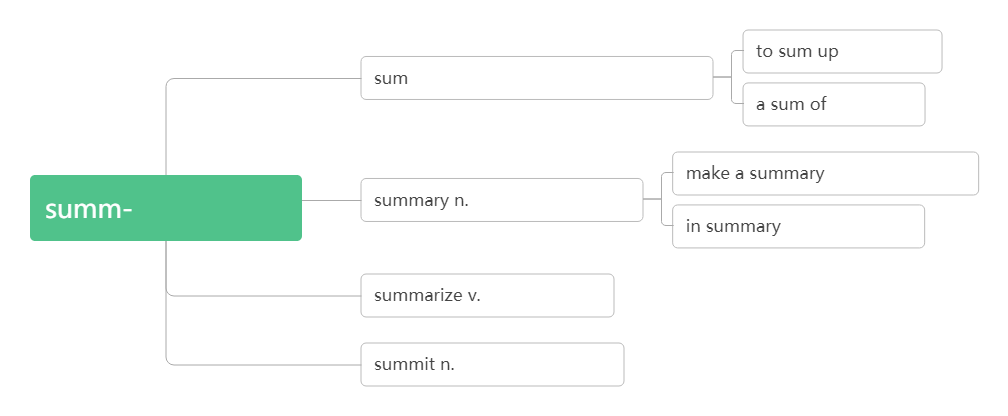 summ-
sum
to sum up
a sum of
summary n.
make a summary
in summary
summarize v.
summit n.